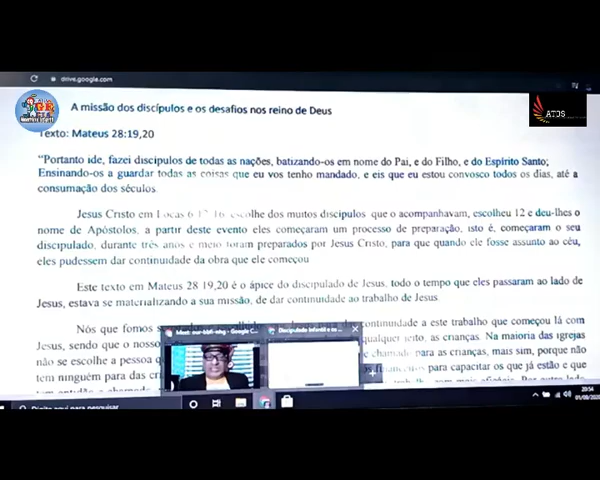 drive.google.com
A missão dos discípulos e os desafios nos reino de Deus
ATOS
Texto: Mateus 28:19,20
"Portanto ide, fazei discipulos de todas as nações, batizando-os em nome do Pai, e do Filho, e do Espírito Santo;
Ensinando-os a guardar todas as coisas que eu vos tenho mandado, e eis que eu estou convosco todos os dias, até a
consumação dos séculos
Jesus Cristo em Lucas 6 12 16 escolhe dos muitos discipulos que o acompanhavam, escolheu 12 e deu-lhes o
nome de Apóstolos, a partir deste evento eles começaram um processo de preparação, isto é, começaram o seu
discipulado, durante três anos e meio foram preparados por Jesus Cristo, para que quando ele fosse assunto ao céu,
eles pudessem dar continuidade da obra que ele começou
Este texto em Mateus 28 19,20 é o ápice do discipulado de Jesus, todo o tempo que eles passaram ao lado de
Jesus, estava se materializando a sua missão, de dar continuidade ao trabalho de Jesus
Nós que fomos continuidade a este trabalho que começou lá com
Jesus, sendo que o nosso qualquer jeito, as crianças. Na maioria das igrejas
não se escolhe a pessoa para as crianças, mais sim, porque não
tem ninguém para das para capacitar os que já estão e que
Meet: Google C...
Discipulado Infantil e
Digite aqui para pesquisar
20:54